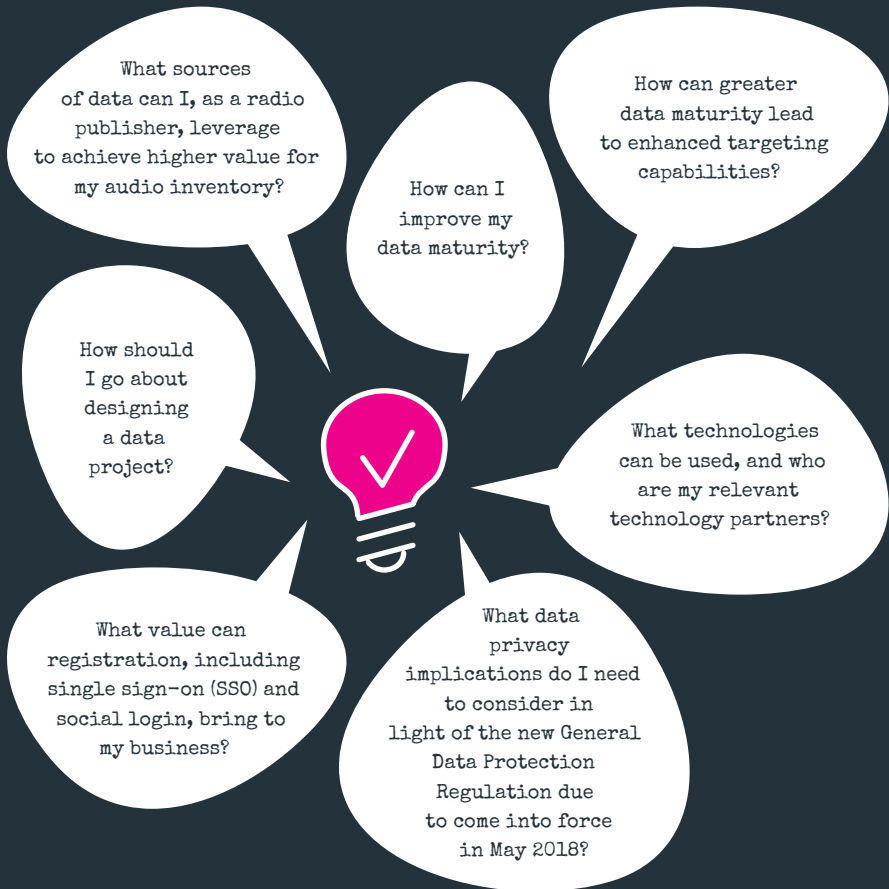 What sources
of data can I, as a radio
publisher, leverage
to achieve higher value for
my audio inventory?
How can I
improve my
data maturity?
How can greater
data maturity lead
to enhanced targeting
capabilities?
How should
I go about
designing
a data
project?
What technologies
can be used, and who
are my relevant
technology partners?
What value can
registration, including
single sign-on (SSO) and
social login, bring to
my business?
What data
privacy
implications do I need
to consider in
light of the new General
Data Protection
Regulation due
to come into force
in May 2018?